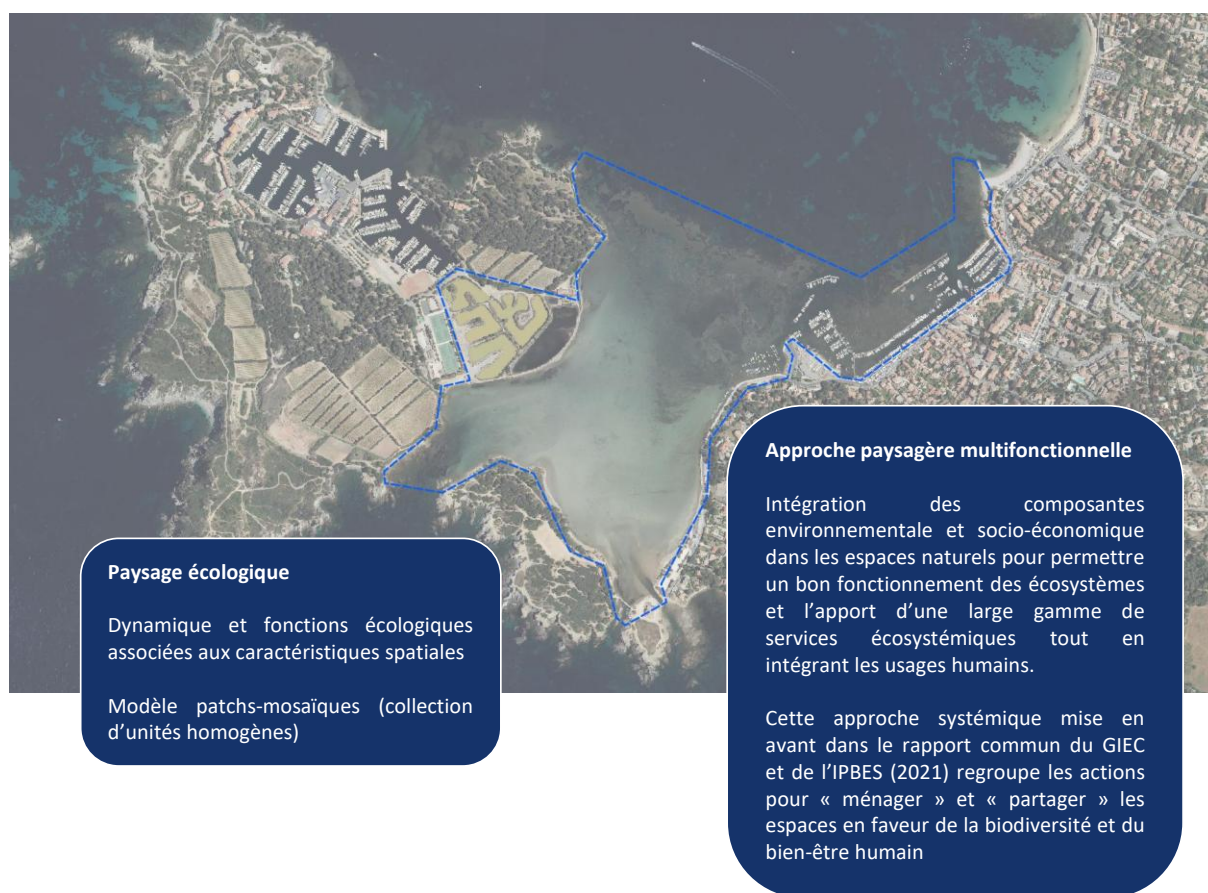 Paysage écologique
Dynamique et fonctions écologiques
associées aux caractéristiques spatiales
Modèle patchs-mosaïques (collection
d’unités homogènes)
Approche paysagère multifonctionnelle
Intégration des composantes
environnementale et socio-économique
dans les espaces naturels pour permettre
un bon fonctionnement des écosystèmes
et l’apport d’une large gamme de
services écosystémiques tout en
intégrant les usages humains.
Cette approche systémique mise en
avant dans le rapport commun du GIEC
et de l’IPBES (2021) regroupe les actions
pour « ménager » et « partager » les
espaces en faveur de la biodiversité et du
bien-être humain